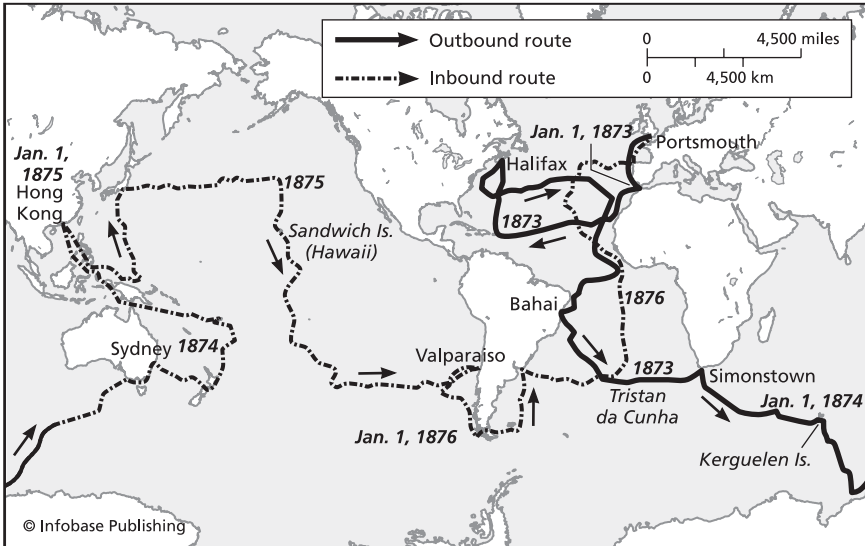 Outbound route
0 4,500 miles
Inbound route
0 4,500 km
Jan. 1, 1873
Portsmouth
Halifax
Jan. 1,
1875
Hong
Kong
1875
1873
Sandwich Is.
(Hawaii)
1876
Bahai
Sydney
1874
Valparaiso
1873
Simonstown
Tristan
da Cunha
Jan. 1, 1874
Jan. 1, 1876
Kerguelen Is.
© Infobase Publishing